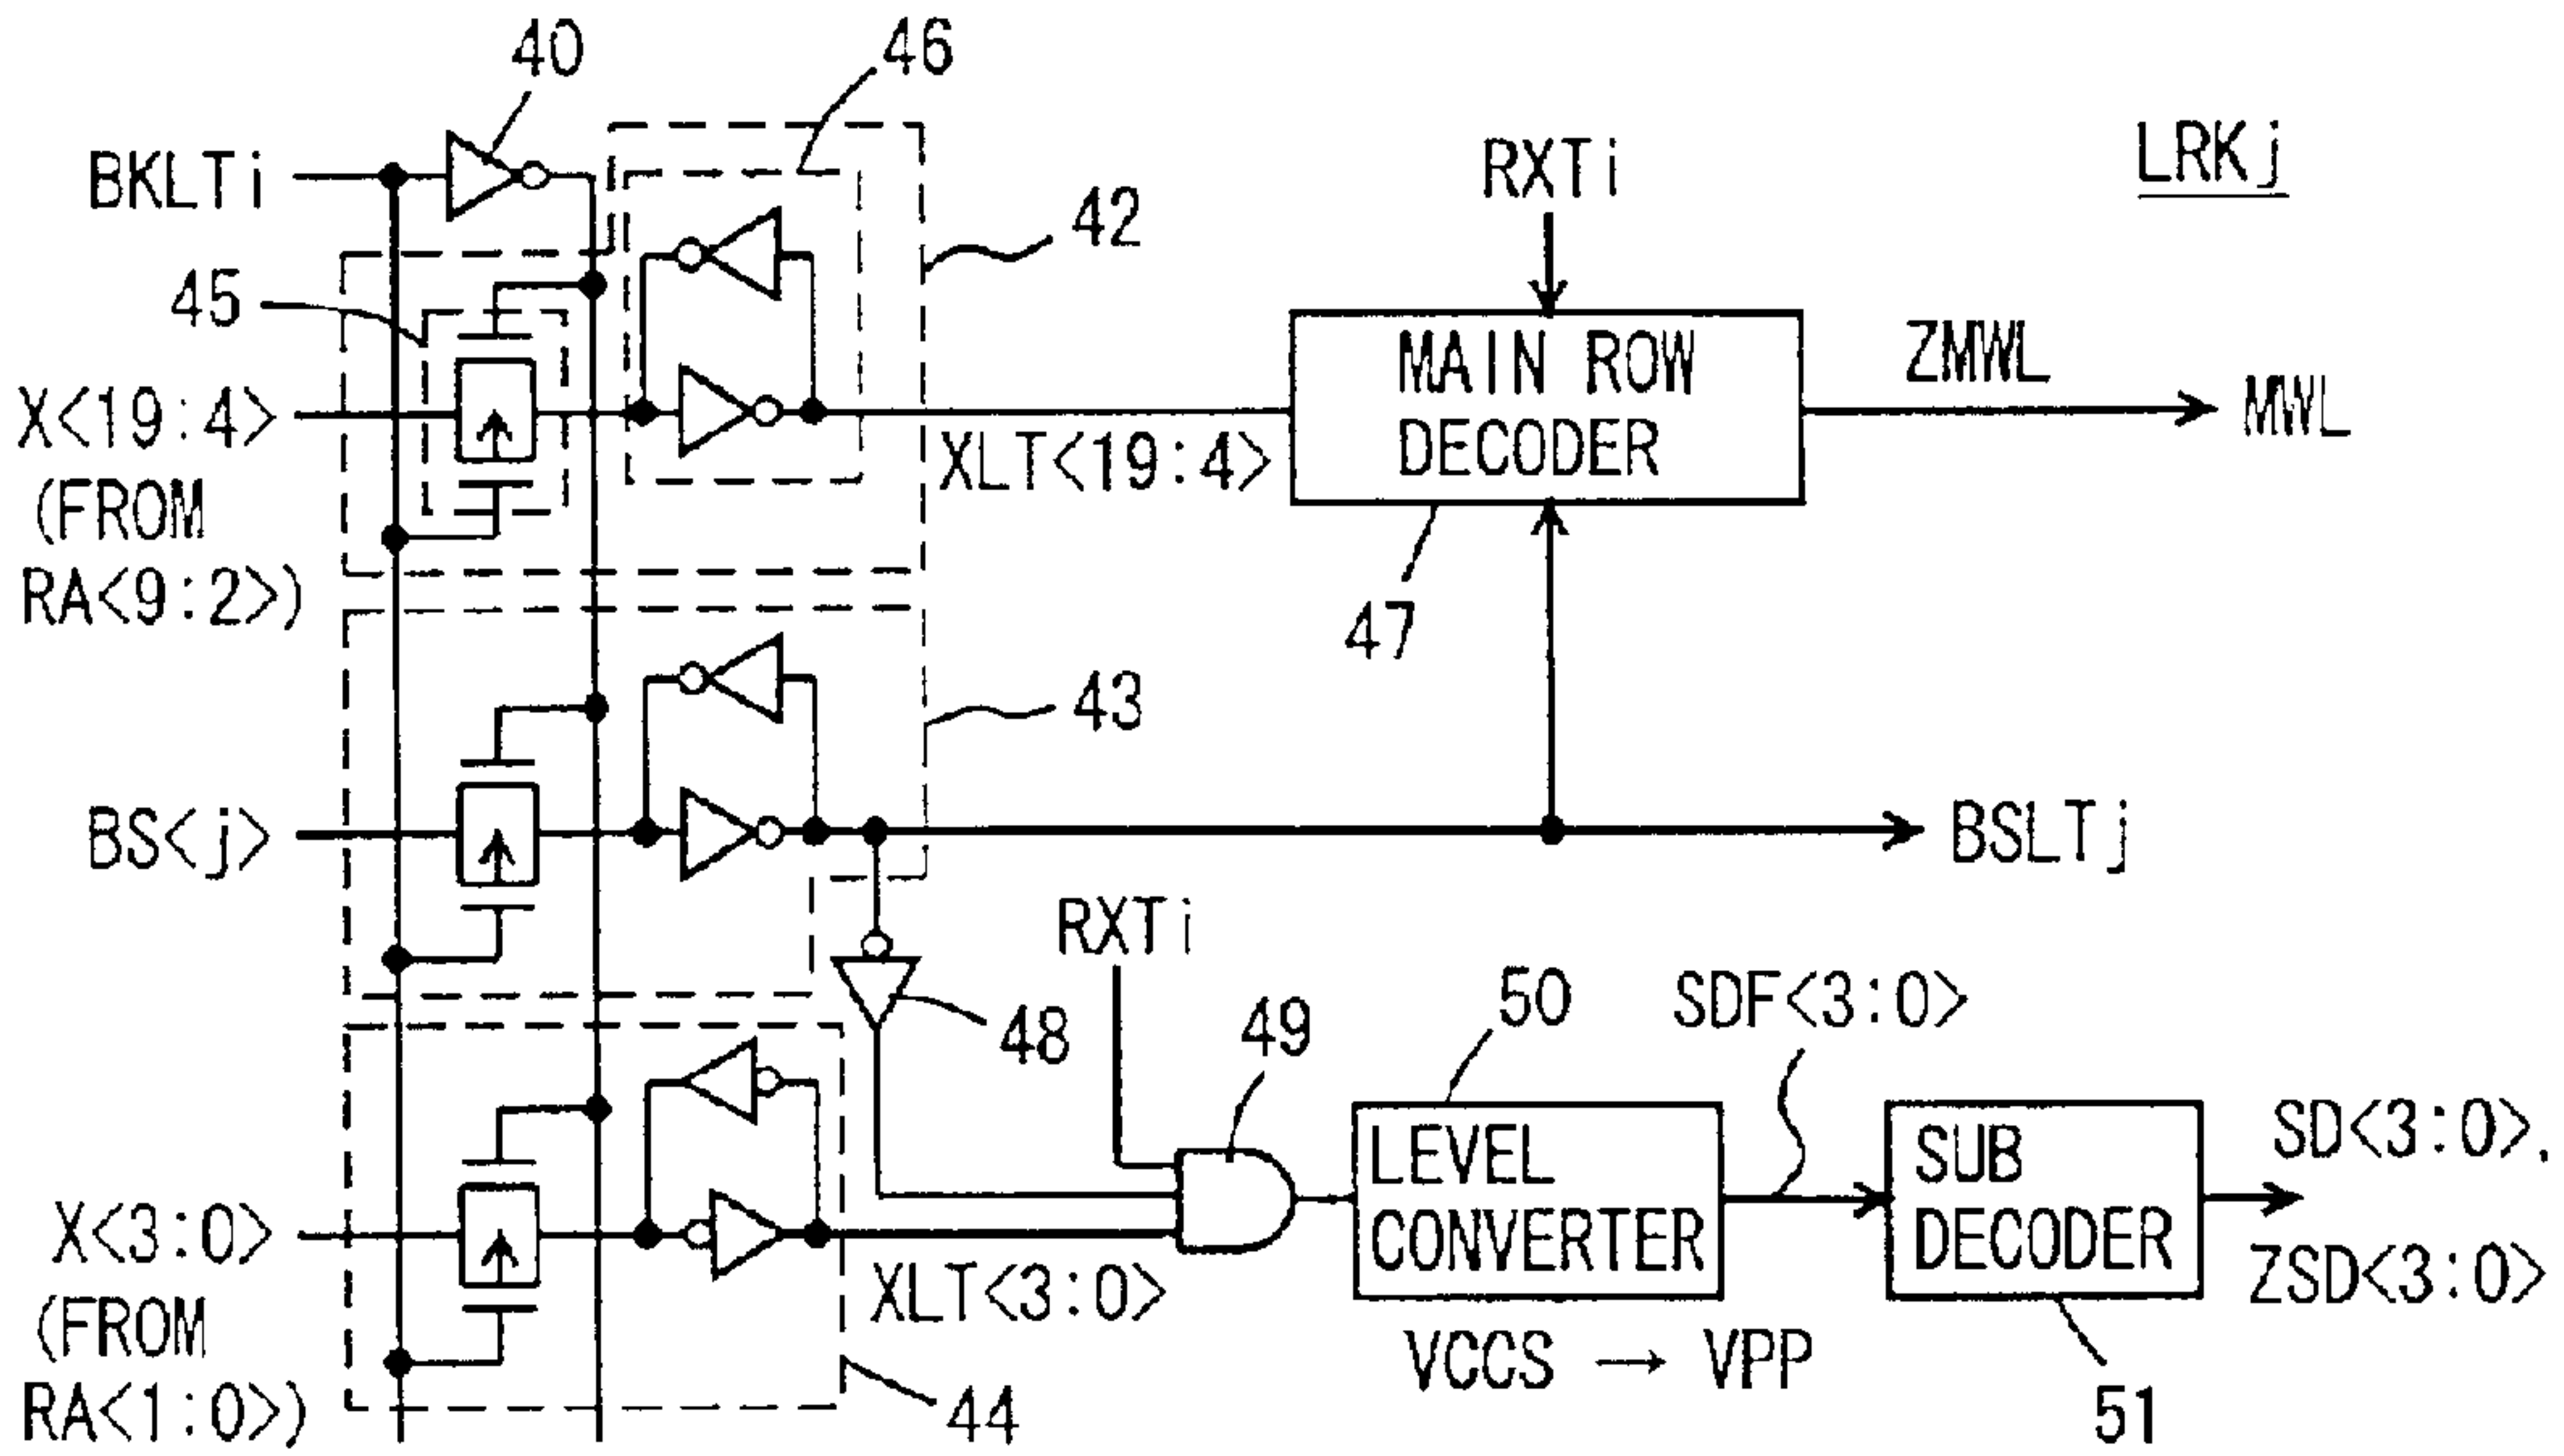 40
46
BKLTi
RXTi
LRKj
42
45
MAIN ROW
DECODER
ZMWL
MWL
X<19:4>
(FROM
RA<9:2>)
XLT<19:4>
47
43
BS<j>
BSLTj
RXTi
48
49
50
SDF<3:0>
LEVEL
CONVERTER
SUB
DECODER
SD<3:0>,
ZSD<3:0>
X<3:0>
(FROM
RA<1:0>)
XLT<3:0>
VCCS → VPP
44
51